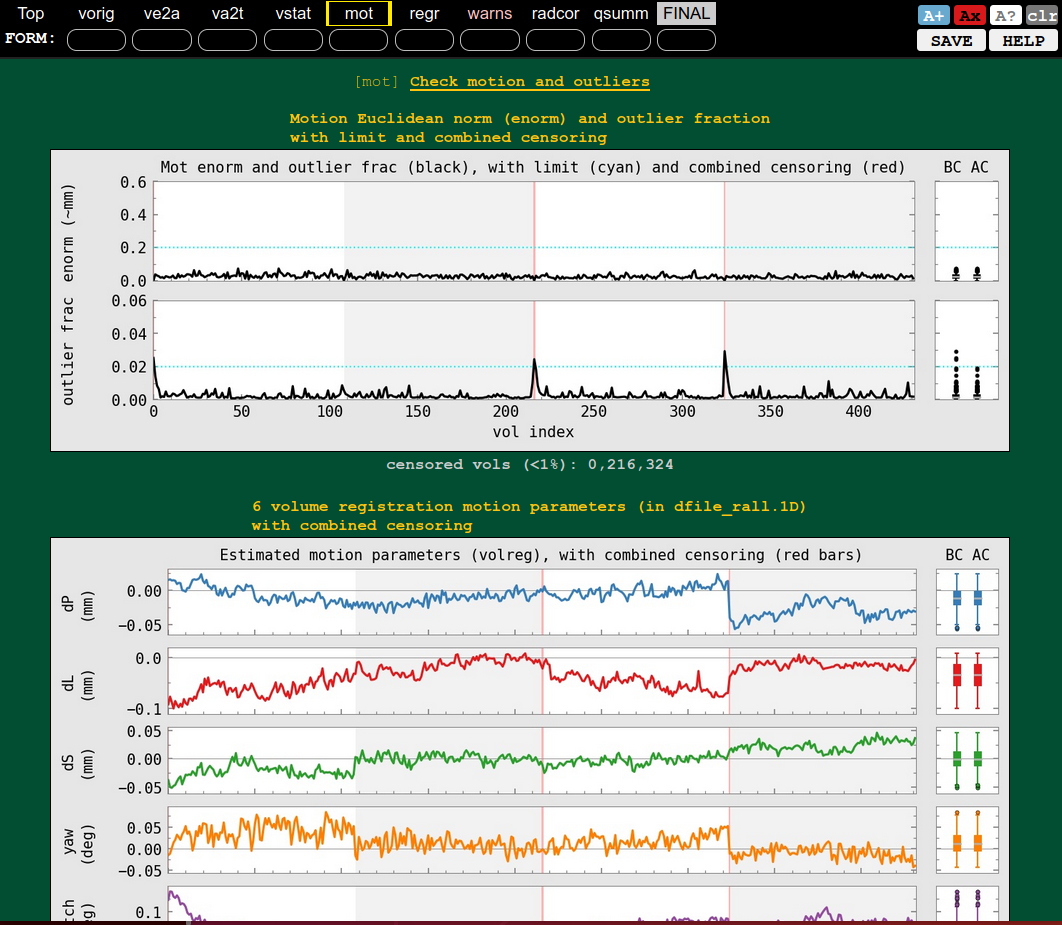 Top vorig ve2a va2t vstat mot regr warns radcor qsumm FINAL A+ Ax A? clr
FORM: SAVE HELP
[mot] Check motion and outliers
Motion Euclidean norm (enorm) and outlier fraction
with limit and combined censoring
Mot enorm and outlier frac (black), with limit (cyan) and combined censoring (red) BC AC
enorm (~mm)
0.6
0.4
0.2
0.0
outlier frac
0.06
0.04
0.02
0.00
0 50 100 150 200 250 300 350 400
vol index
censored vols (<1%): 0,216,324
6 volume registration motion parameters (in dfile_rall.1D)
with combined censoring
Estimated motion parameters (volreg), with combined censoring (red bars) BC AC
dP
(mm)
0.00
−0.05
dL
(mm)
0.0
−0.1
dS
(mm)
0.05
0.00
−0.05
yaw
(deg)
0.05
0.00
−0.05
0.1